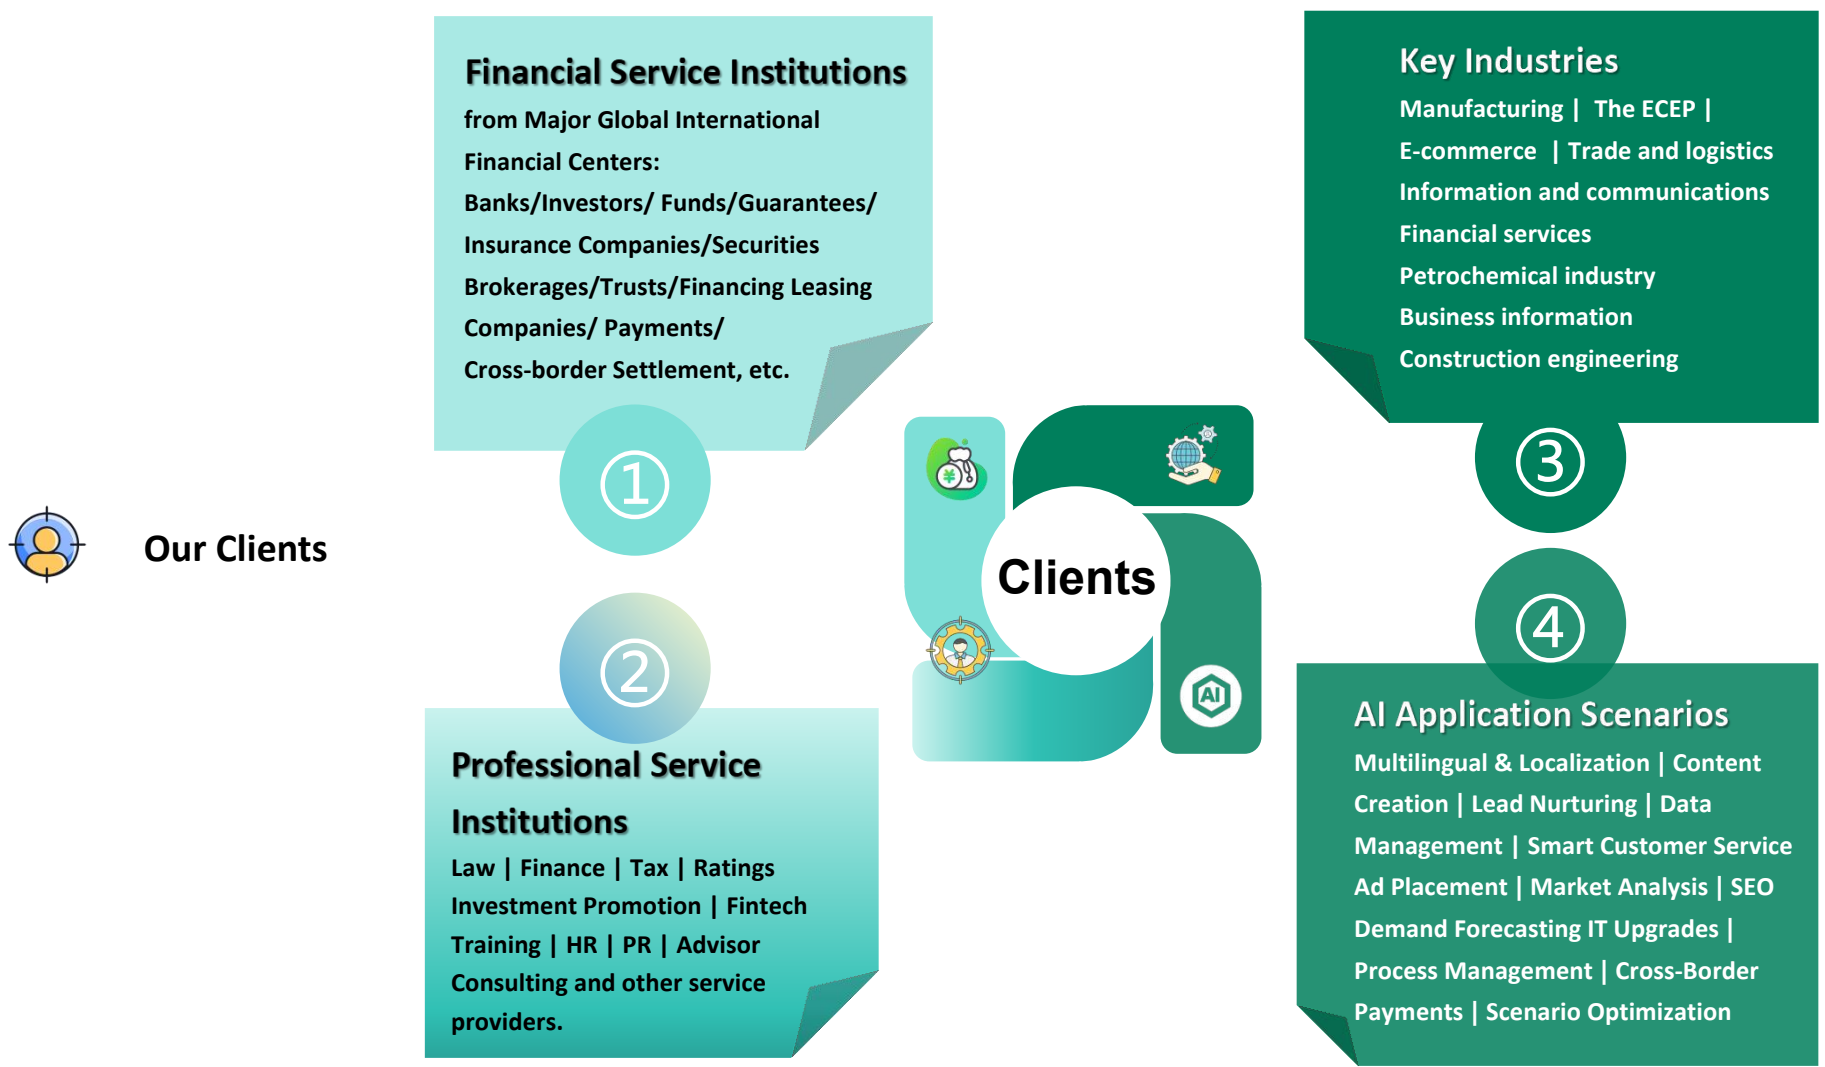 Our Clients
Financial Service Institutions
from Major Global International
Financial Centers:
Banks/Investors/ Funds/Guarantees/
Insurance Companies/Securities
Brokerages/Trusts/Financing Leasing
Companies/ Payments/
Cross-border Settlement, etc.
①
②
Professional Service
Institutions
Law | Finance | Tax | Ratings
Investment Promotion | Fintech
Training | HR | PR | Advisor
Consulting and other service
providers.
¥
Clients
AI
Key Industries
Manufacturing | The ECEP |
E-commerce | Trade and logistics
Information and communications
Financial services
Petrochemical industry
Business information
Construction engineering
③
④
AI Application Scenarios
Multilingual & Localization | Content
Creation | Lead Nurturing | Data
Management | Smart Customer Service
Ad Placement | Market Analysis | SEO
Demand Forecasting IT Upgrades |
Process Management | Cross-Border
Payments | Scenario Optimization